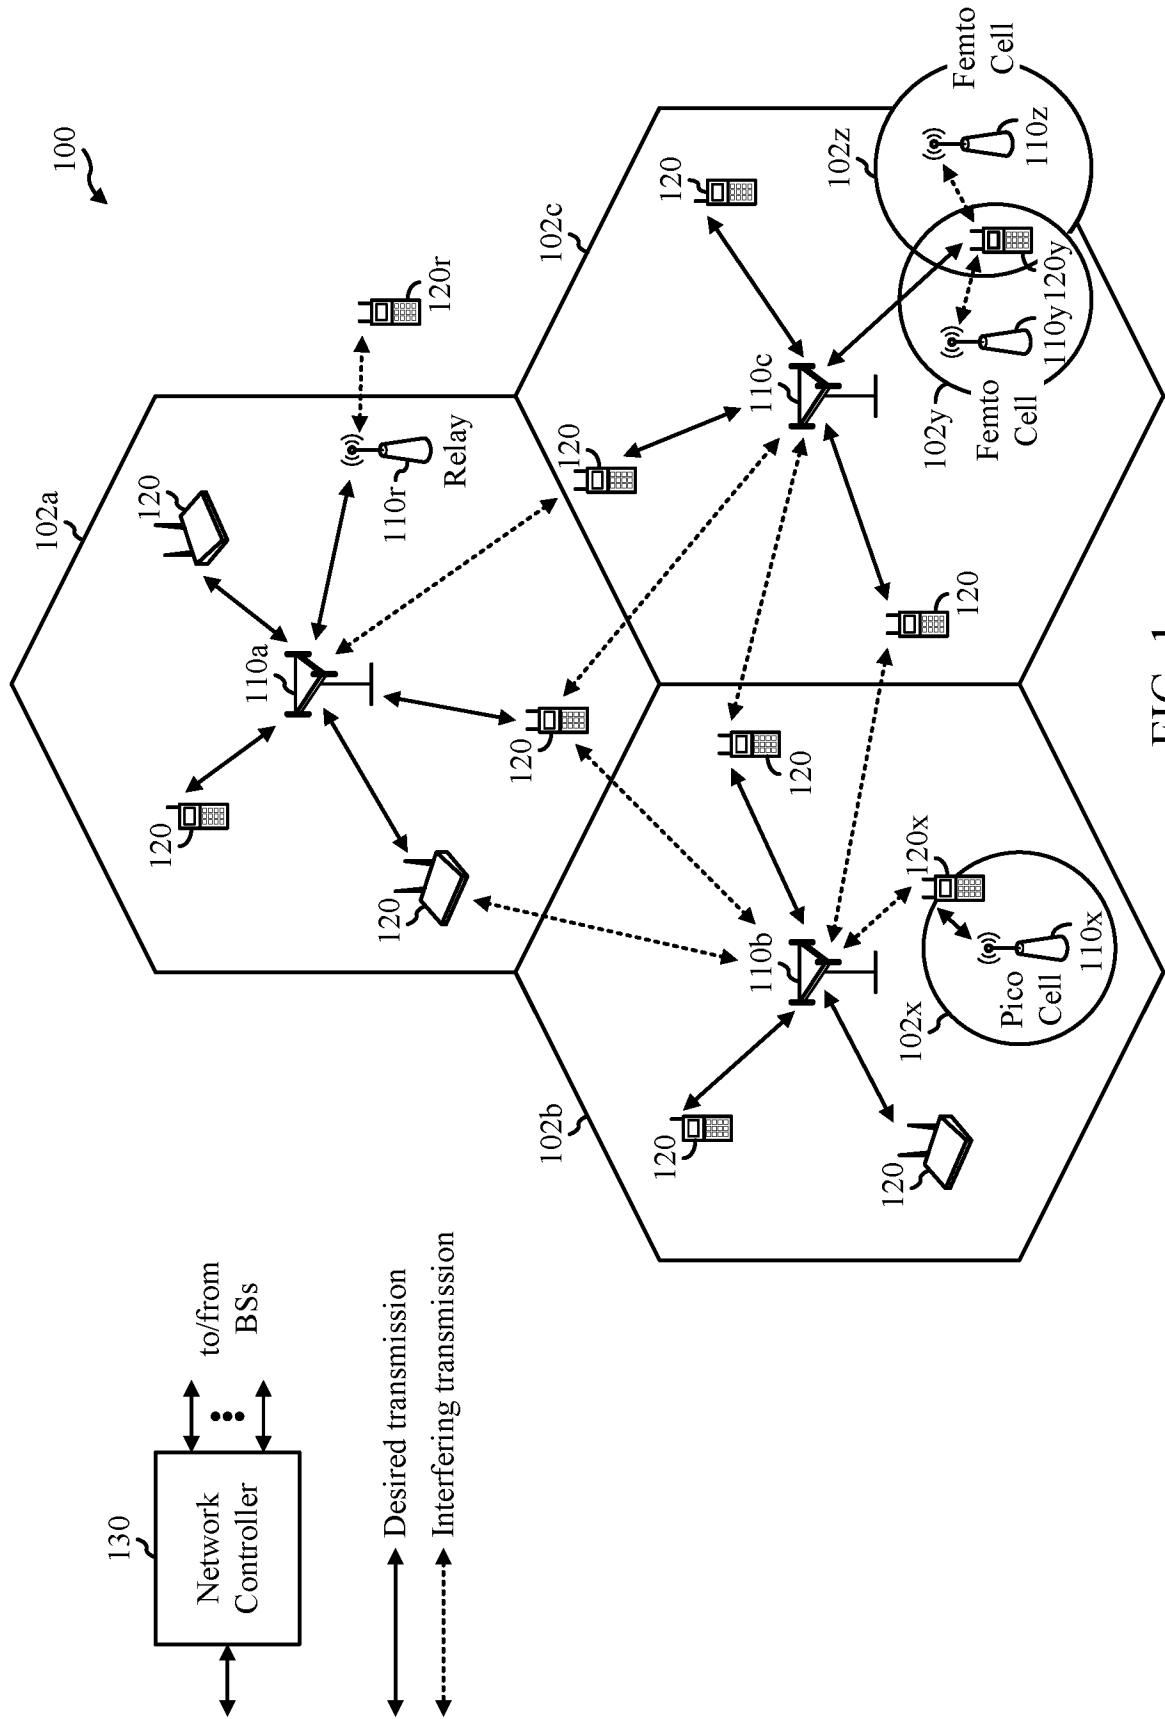 100
130
Network
Controller
to/from
BSs
Desired transmission
Interfering transmission
102a
120
110a
120
120
110r
Relay
120r
120
102b
120
110b
120
120
102x
Pico
Cell
110x
120x
102c
120
110c
120
120
102y
Femto
Cell
110y
120y
102z
110z
Femto
Cell
FIG. 1